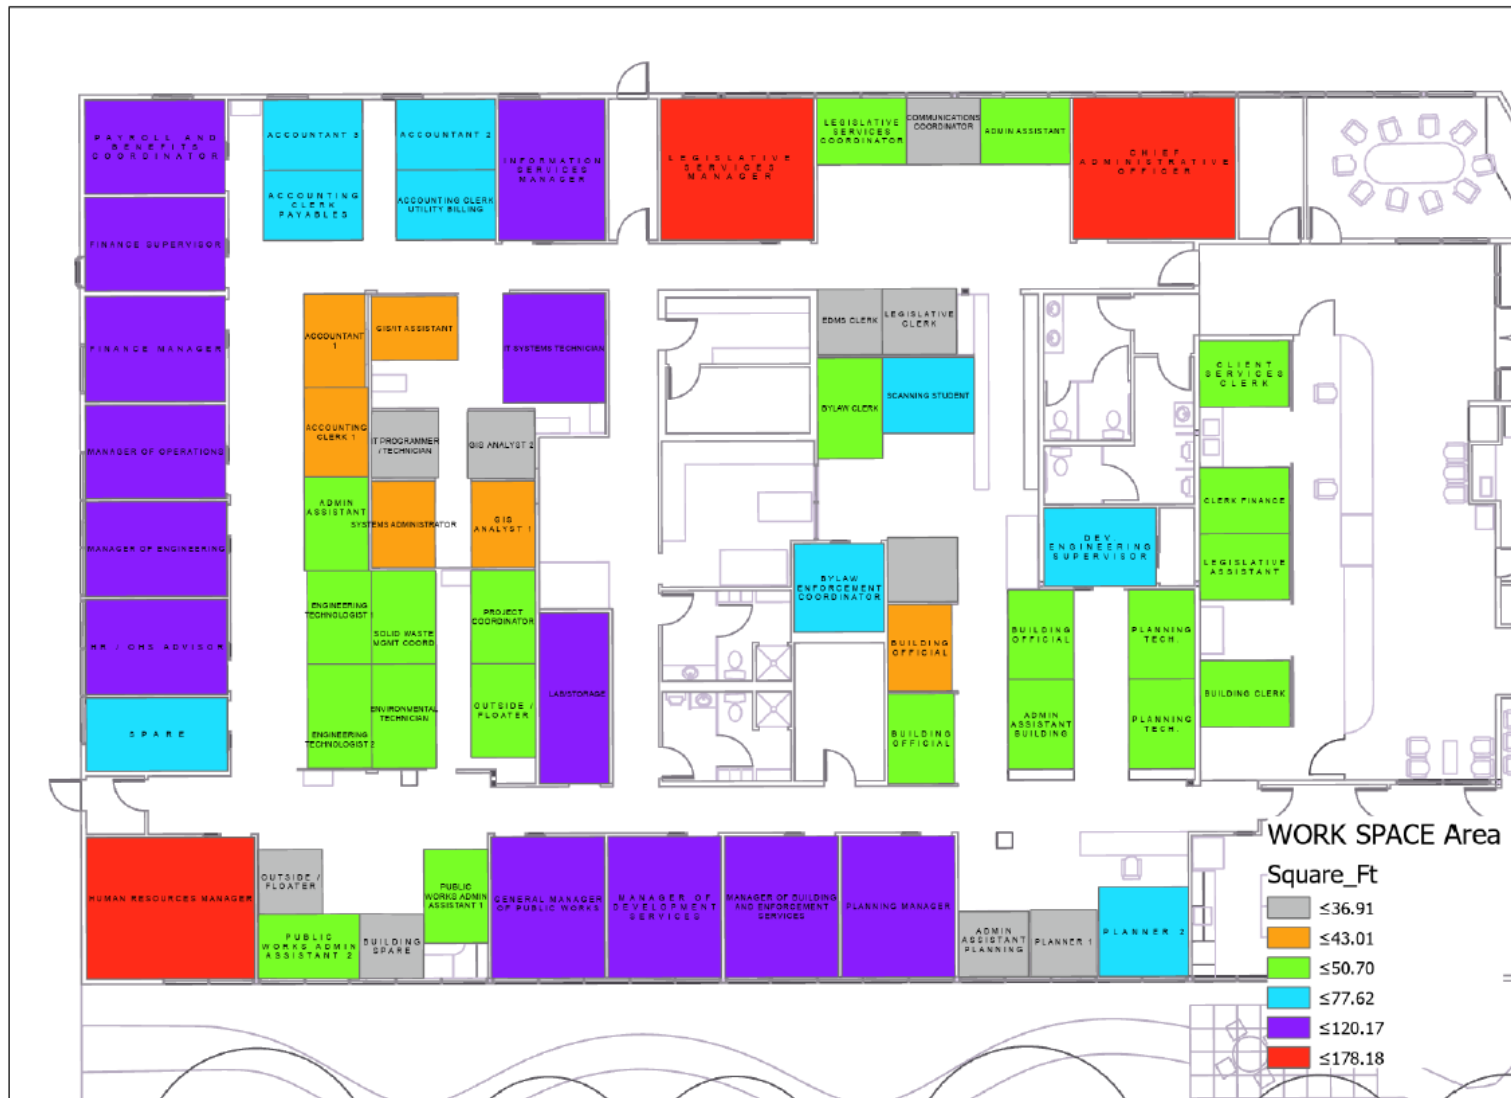 PAYROLL AND
BENEFITS
COORDINATOR
ACCOUNTANT 3
ACCOUNTANT 2
ACCOUNTING
CLERK
PAYABLES
ACCOUNTING CLERK
UTILITY BILLING
INFORMATION
SERVICES
MANAGER
LEGISLATIVE
SERVICES
MANAGER
LEGISLATIVE
SERVICES
COORDINATOR
COMMUNICATIONS
COORDINATOR
ADMIN ASSISTANT
CHIEF
ADMINISTRATIVE
OFFICER
FINANCE SUPERVISOR
FINANCE MANAGER
MANAGER OF OPERATIONS
MANAGER OF ENGINEERING
HR / OHS ADVISOR
SPARE
ACCOUNTANT
1
GIS/IT ASSISTANT
IT SYSTEMS TECHNICIAN
ACCOUNTING
CLERK 1
IT PROGRAMMER
/ TECHNICIAN
GIS ANALYST 2
ADMIN
ASSISTANT
SYSTEMS ADMINISTRATOR
GIS
ANALYST 1
ENGINEERING
TECHNOLOGIST 1
SOLID WASTE
MGMT COORD
PROJECT
COORDINATOR
ENGINEERING
TECHNOLOGIST 2
ENVIRONMENTAL
TECHNICIAN
OUTSIDE /
FLOATER
LAB/STORAGE
EDMS CLERK
LEGISLATIVE
CLERK
BYLAW CLERK
SCANNING STUDENT
BYLAW
ENFORCEMENT
COORDINATOR
BUILDING
OFFICIAL
BUILDING
OFFICIAL
DEV.
ENGINEERING
SUPERVISOR
BUILDING
OFFICIAL
PLANNING
TECH.
ADMIN
ASSISTANT
BUILDING
PLANNING
TECH.
CLIENT
SERVICES
CLERK
CLERK FINANCE
LEGISLATIVE
ASSISTANT
BUILDING CLERK
HUMAN RESOURCES MANAGER
OUTSIDE /
FLOATER
PUBLIC
WORKS ADMIN
ASSISTANT 2
BUILDING
SPARE
PUBLIC
WORKS ADMIN
ASSISTANT 1
GENERAL MANAGER
OF PUBLIC WORKS
MANAGER OF
DEVELOPMENT
SERVICES
MANAGER OF BUILDING
AND ENFORCEMENT
SERVICES
PLANNING MANAGER
ADMIN
ASSISTANT
PLANNING
PLANNER 1
PLANNER 2
WORK SPACE Area
Square_Ft
≤36.91
≤43.01
≤50.70
≤77.62
≤120.17
≤178.18